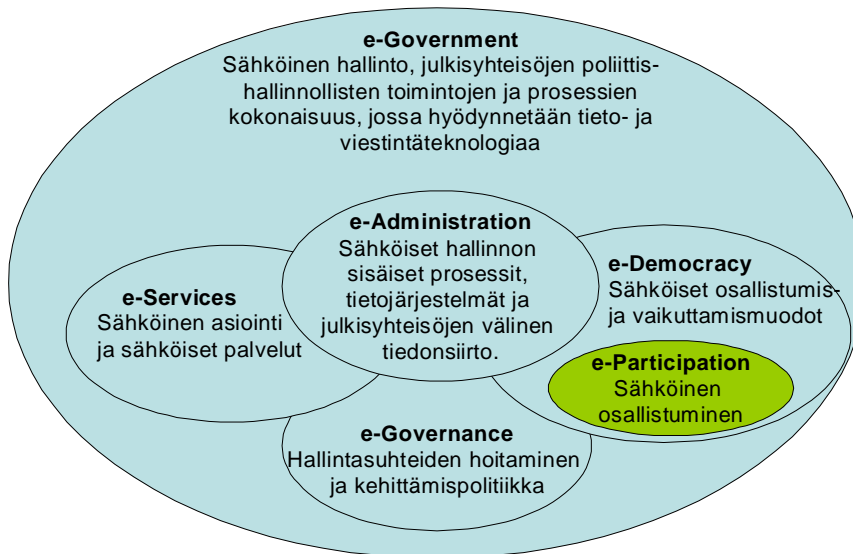 e-Government
Sähköinen hallinto, julkisyhteisöjen poliittis-
hallinnollisten toimintojen ja prosessien
kokonaisuus, jossa hyödynnetään tieto- ja
viestintäteknologiaa
e-Administration
Sähköiset hallinnon
sisäiset prosessit,
tietojärjestelmät ja
julkisyhteisöjen välinen
tiedonsiirto.
e-Services
Sähköinen asiointi
ja sähköiset palvelut
e-Democracy
Sähköiset osallistumis-
ja vaikuttamismuodot
e-Participation
Sähköinen
osallistuminen
e-Governance
Hallintasuhteiden hoitaminen
ja kehittämispolitiikka